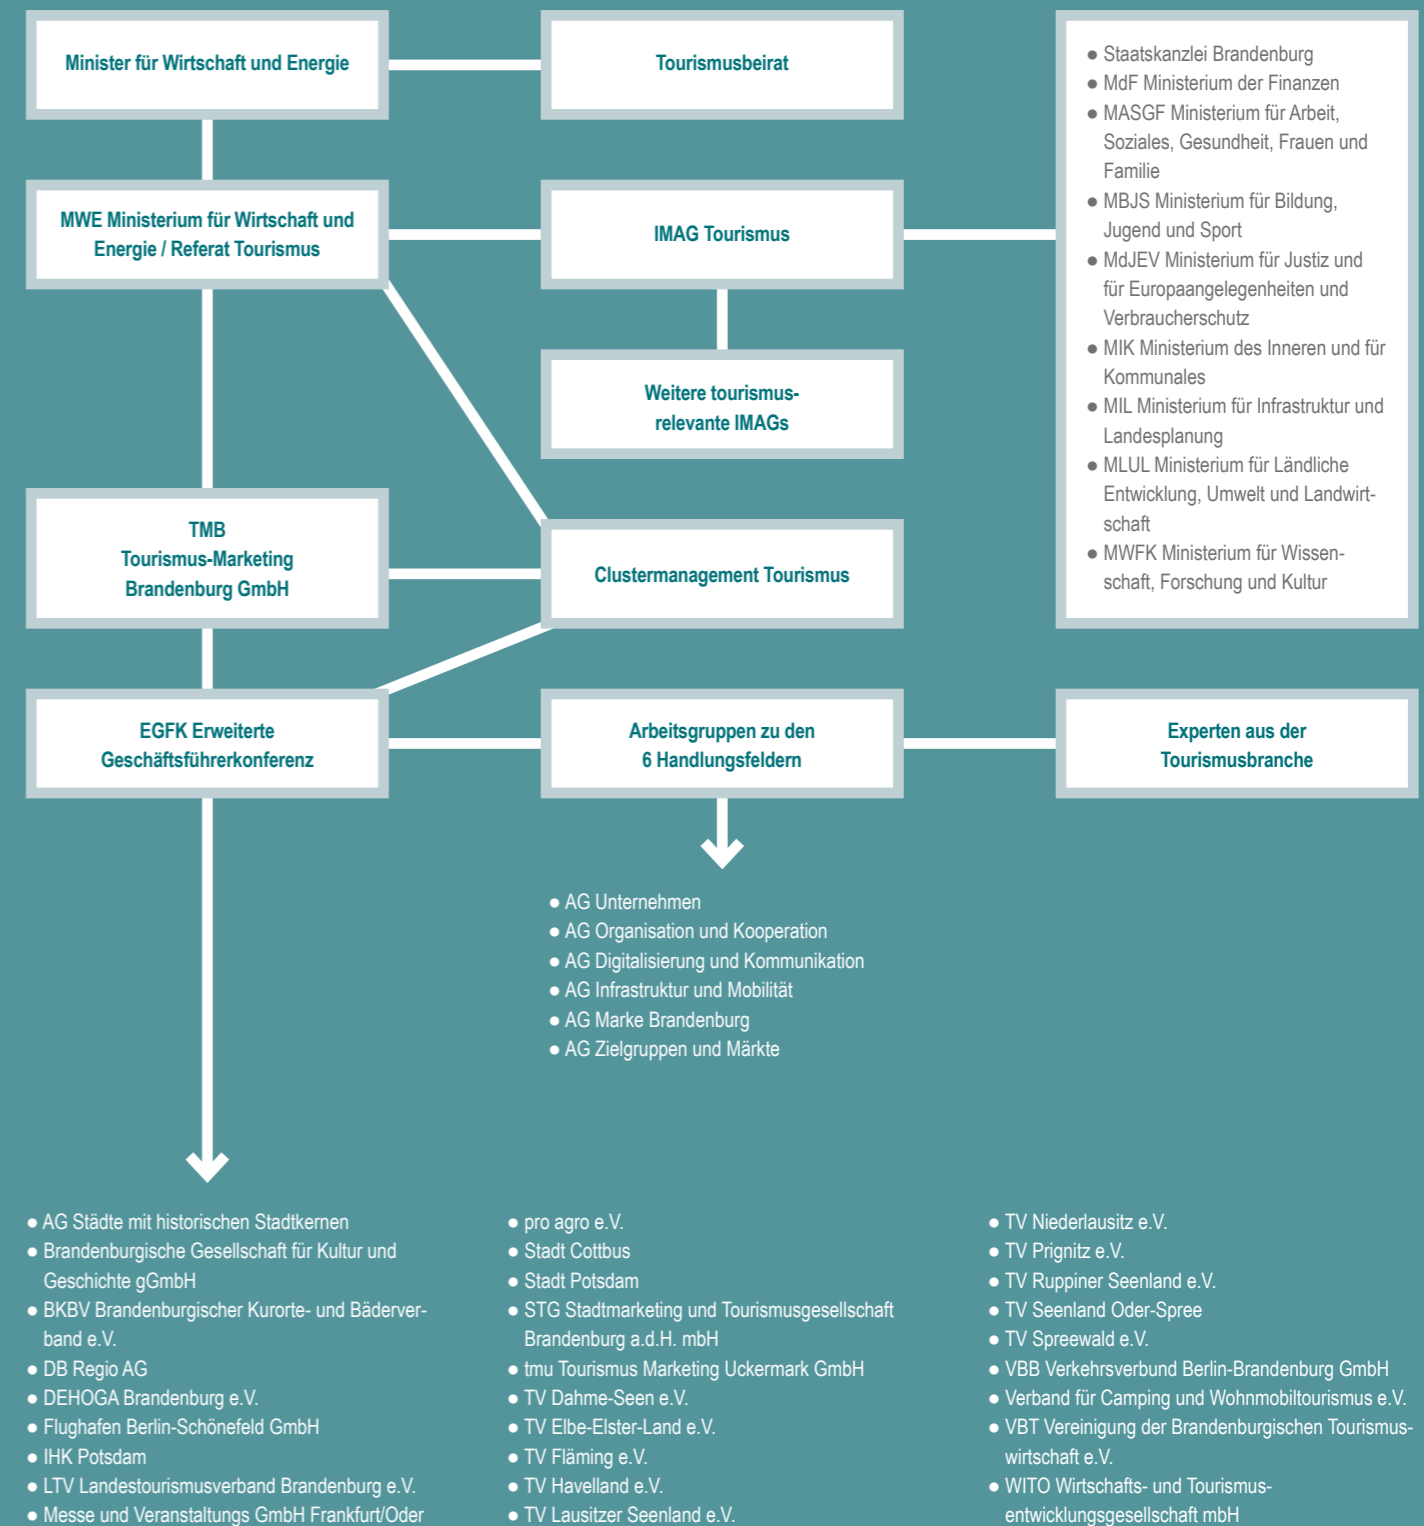 Minister für Wirtschaft und Energie
Tourismusbeirat
● Staatskanzlei Brandenburg
● MdF Ministerium der Finanzen
● MASGF Ministerium für Arbeit,
Soziales, Gesundheit, Frauen und
Familie
● MBJS Ministerium für Bildung,
Jugend und Sport
● MdJEV Ministerium für Justiz und
für Europaangelegenheiten und
Verbraucherschutz
● MIK Ministerium des Inneren und für
Kommunales
● MIL Ministerium für Infrastruktur und
Landesplanung
● MLUL Ministerium für Ländliche
Entwicklung, Umwelt und Landwirt-
schaft
● MWFK Ministerium für Wissen-
schaft, Forschung und Kultur
MWE Ministerium für Wirtschaft und
Energie / Referat Tourismus
IMAG Tourismus
Weitere tourismus-
relevante IMAGs
TMB
Tourismus-Marketing
Brandenburg GmbH
Clustermanagement Tourismus
EGFK Erweiterte
Geschäftsführerkonferenz
Arbeitsgruppen zu den
6 Handlungsfeldern
Experten aus der
Tourismusbranche
● AG Unternehmen
● AG Organisation und Kooperation
● AG Digitalisierung und Kommunikation
● AG Infrastruktur und Mobilität
● AG Marke Brandenburg
● AG Zielgruppen und Märkte
● AG Städte mit historischen Stadtkernen
● Brandenburgische Gesellschaft für Kultur und
Geschichte gGmbH
● BKBV Brandenburgischer Kurorte- und Bäderver-
band e.V.
● DB Regio AG
● DEHOGA Brandenburg e.V.
● Flughafen Berlin-Schönefeld GmbH
● IHK Potsdam
● LTV Landestourismusverband Brandenburg e.V.
● Messe und Veranstaltungs GmbH Frankfurt/Oder
● pro agro e.V.
● Stadt Cottbus
● Stadt Potsdam
● STG Stadtmarketing und Tourismusgesellschaft
Brandenburg a.d.H. mbH
● tmu Tourismus Marketing Uckermark GmbH
● TV Dahme-Seen e.V.
● TV Elbe-Elster-Land e.V.
● TV Fläming e.V.
● TV Havelland e.V.
● TV Lausitzer Seenland e.V.
● TV Niederlausitz e.V.
● TV Prignitz e.V.
● TV Ruppiner Seenland e.V.
● TV Seenland Oder-Spree
● TV Spreewald e.V.
● VBB Verkehrsverbund Berlin-Brandenburg GmbH
● Verband für Camping und Wohnmobiltourismus e.V.
● VBT Vereinigung der Brandenburgischen Tourismus-
wirtschaft e.V.
● WITO Wirtschafts- und Tourismus-
entwicklungsgesellschaft mbH